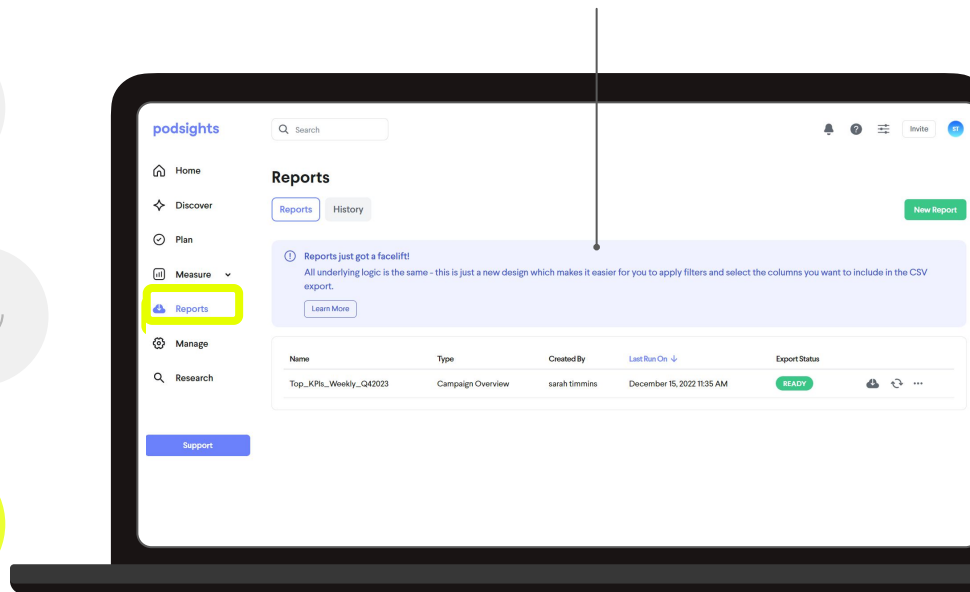 podsights
Search
Invite
ST
Home
Discover
Plan
Measure
Reports
Manage
Research
Support
Reports
Reports History
New Report
Reports just got a facelift!
All underlying logic is the same - this is just a new design which makes it easier for you to apply filters and select the columns you want to include in the CSV
export.
Learn More
Name Type Created By Last Run On Export Status
Top_KPIs_Weekly_Q42023 Campaign Overview sarah timmins December 15, 2022 11:35 AM READY